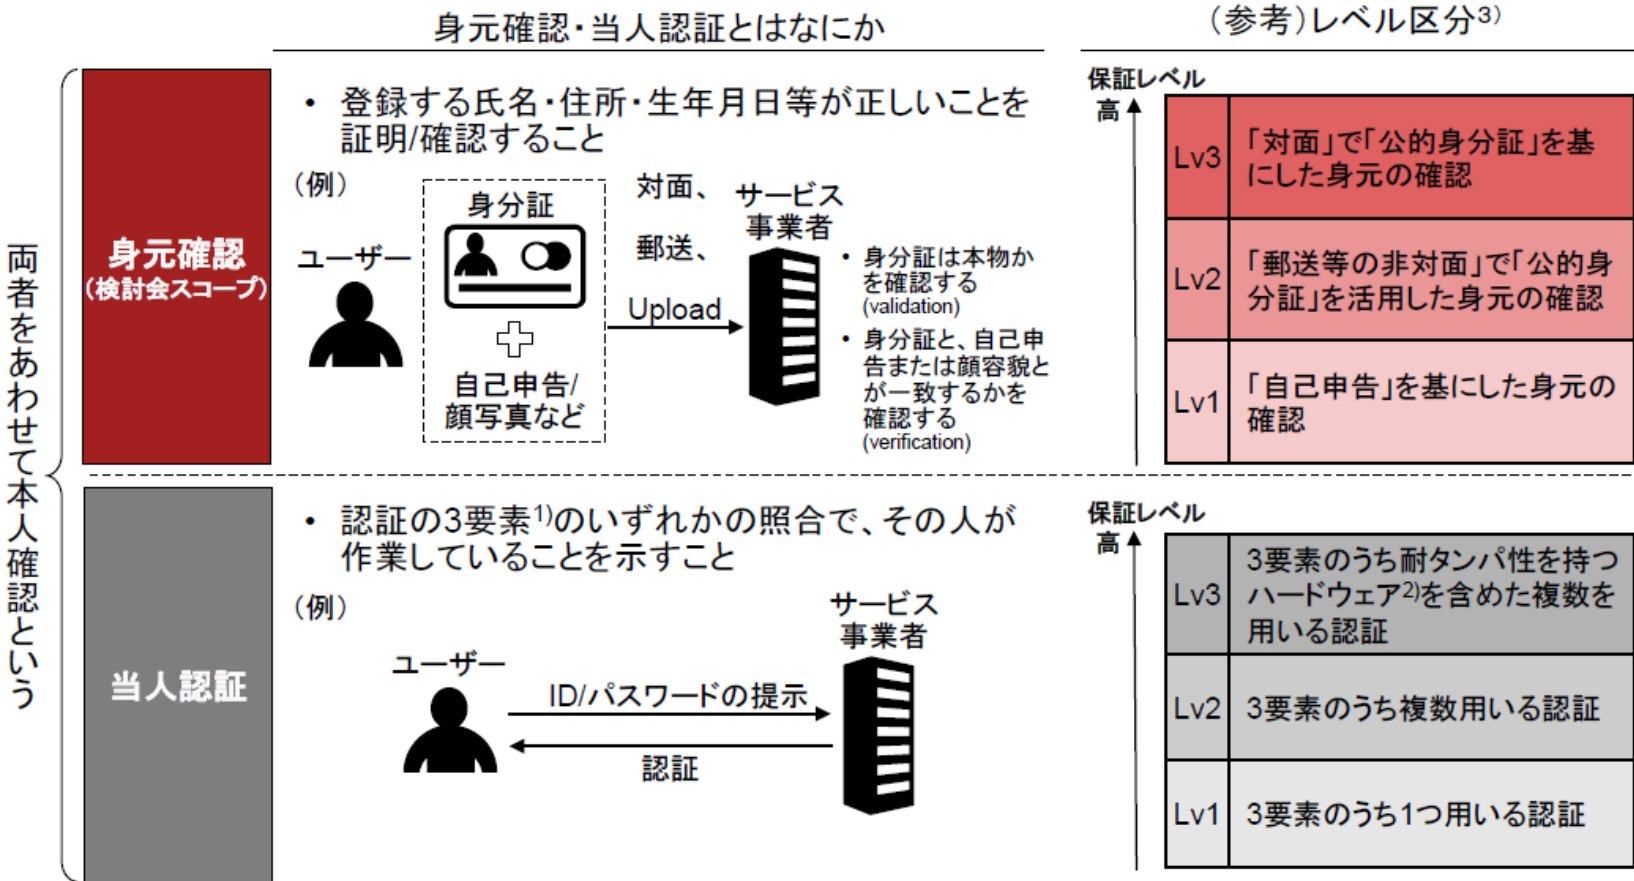 身元確認・当人認証とはなにか
（参考）レベル区分3)
両者をあわせて本人確認という
身元確認
（検討会スコープ）
• 登録する氏名・住所・生年月日等が正しいことを
証明/確認すること
（例）
ユーザー
身分証
自己申告/
顔写真など
対面、
郵送、
Upload
サービス
事業者
• 身分証は本物か
を確認する
(validation)
• 身分証と、自己申
告または顔容貌と
が一致するかを
確認する
(verification)
保証レベル
高
Lv3
「対面」で「公的身分証」を基
にした身元の確認
Lv2
「郵送等の非対面」で「公的身
分証」を活用した身元の確認
Lv1
「自己申告」を基にした身元の
確認
当人認証
• 認証の3要素1)のいずれかの照合で、その人が
作業していることを示すこと
（例）
ユーザー
ID/パスワードの提示
認証
サービス
事業者
保証レベル
高
Lv3
3要素のうち耐タンパ性を持つ
ハードウェア2)を含めた複数を
用いる認証
Lv2
3要素のうち複数用いる認証
Lv1
3要素のうち1つ用いる認証